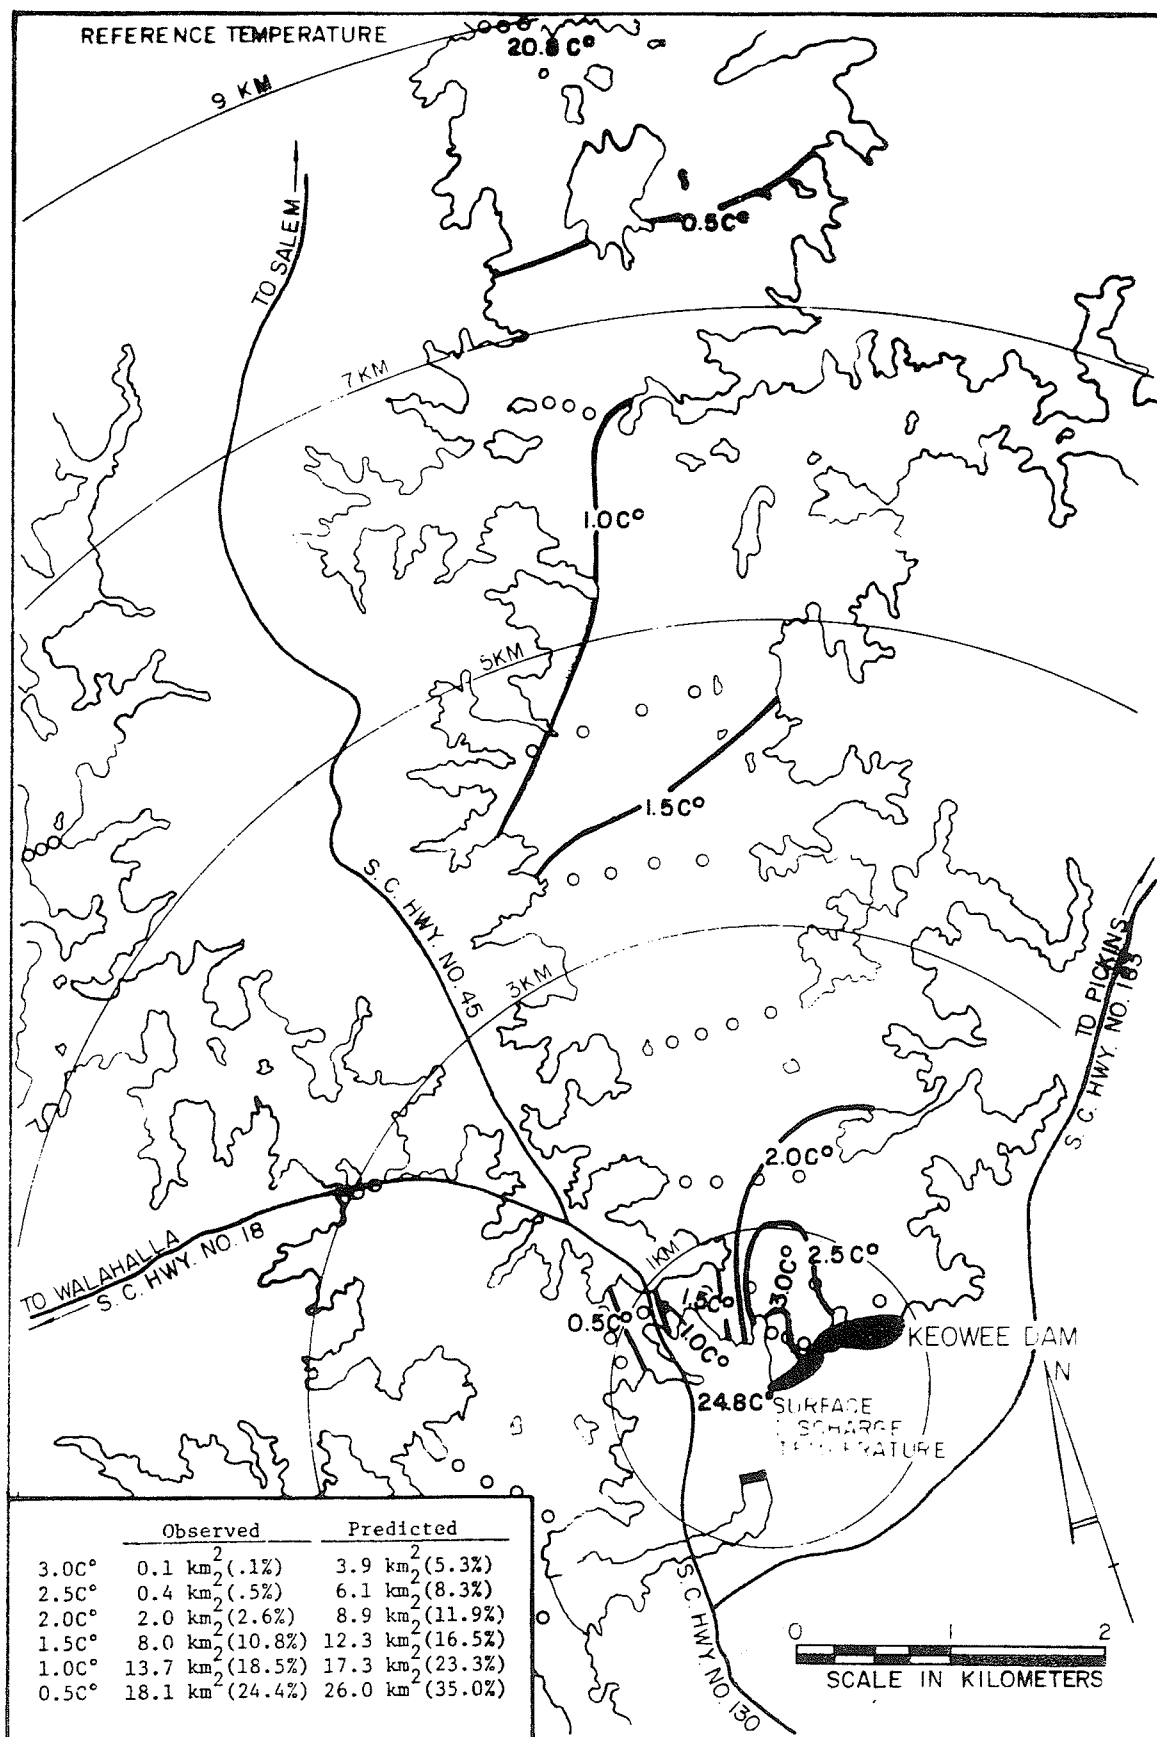 REFERENCE TEMPERATURE
20.8 C°
9 KM
TO SALEM
0.5C°
7KM
1.0C°
5KM
1.5C°
S. C. HWY. NO. 45
3KM
TO PICKINS
S. C. HWY. NO. 183
2.0C°
TO WALAHALLA
S. C. HWY. NO. 18
1KM
2.5C°
3.0C°
1.5C°
0.5C°
1.0C°
KEOWEE DAM
N
24.8C°
SURFACE
DISCHARGE
TEMPERATURE
S.C. HWY. NO. 130
0 1 2
SCALE IN KILOMETERS
Observed Predicted
3.0C° 0.1 km2(.1%) 3.9 km2(5.3%)
2.5C° 0.4 km2(.5%) 6.1 km2(8.3%)
2.0C° 2.0 km2(2.6%) 8.9 km2(11.9%)
1.5C° 8.0 km2(10.8%) 12.3 km2(16.5%)
1.0C° 13.7 km2(18.5%) 17.3 km2(23.3%)
0.5C° 18.1 km2(24.4%) 26.0 km2(35.0%)